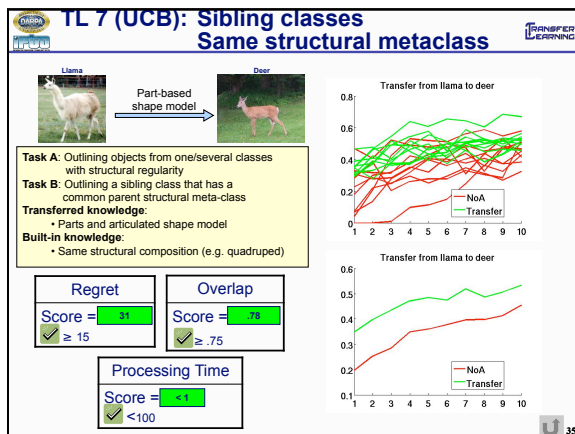 TL 7 (UCB): Sibling classes
Same structural metaclass
DARPA
IPTO
TRANSFER
LEARNING
Llama
Part-based
shape model
Deer
Task A: Outlining objects from one/several classes
with structural regularity
Task B: Outlining a sibling class that has a
common parent structural meta-class
Transferred knowledge:
• Parts and articulated shape model
Built-in knowledge:
• Same structural composition (e.g. quadruped)
Regret
Score = 31
≥ 15
Overlap
Score = .78
≥ .75
Processing Time
Score = < 1
<100
Transfer from llama to deer
0.8
0.6
0.4
0.2
0
1 2 3 4 5 6 7 8 9 10
NoA
Transfer
Transfer from llama to deer
0.6
0.5
0.4
0.3
0.2
0.1
1 2 3 4 5 6 7 8 9 10
NoA
Transfer
35